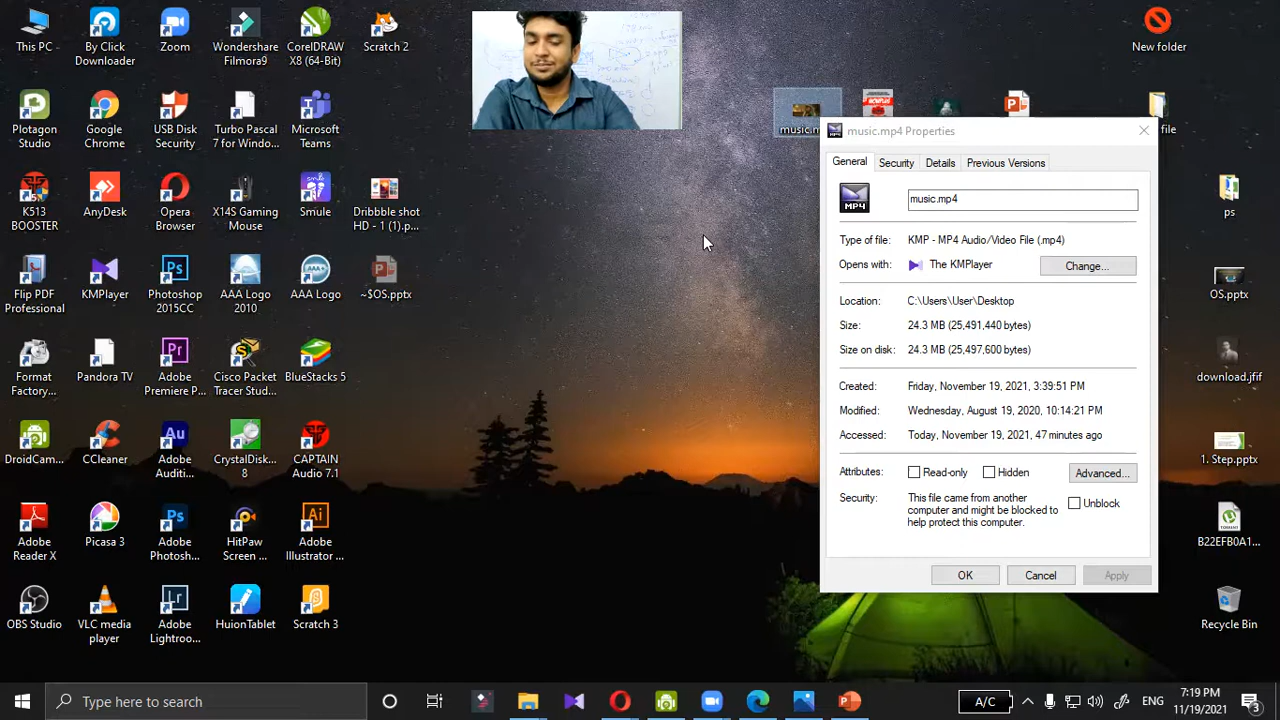 This PC
By Click
Downloader
Zoom
Wondershare
Filmora9
CorelDRAW
X8 (64-Bit)
Scratch 2
New folder
Plotagon
Studio
Google
Chrome
USB Disk
Security
Turbo Pascal
7 for Windo...
Microsoft
Teams
music.m
file
K513
BOOSTER
AnyDesk
Opera
Browser
X14S Gaming
Mouse
Smule
Dribbble shot
HD - 1 (1).p...
ps
Flip PDF
Professional
KMPlayer
Photoshop
2015CC
AAA Logo
2010
AAA Logo
~$OS.pptx
OS.pptx
Format
Factory...
Pandora TV
Adobe
Premiere P...
Cisco Packet
Tracer Stud...
BlueStacks 5
download.jfif
DroidCam...
CCleaner
Adobe
Auditi...
CrystalDisk...
8
CAPTAIN
Audio 7.1
1. Step.pptx
Adobe
Reader X
Picasa 3
Adobe
Photosh...
HitPaw
Screen ...
Adobe
Illustrator ...
B22EFB0A1...
OBS Studio
VLC media
player
Adobe
Lightroo...
HuionTablet
Scratch 3
Recycle Bin
music.mp4 Properties
General Security Details Previous Versions
MP4
music.mp4
Type of file: KMP - MP4 Audio/Video File (.mp4)
Opens with: The KMPlayer Change...
Location: C:\Users\User\Desktop
Size: 24.3 MB (25,491,440 bytes)
Size on disk: 24.3 MB (25,497,600 bytes)
Created: Friday, November 19, 2021, 3:39:51 PM
Modified: Wednesday, August 19, 2020, 10:14:21 PM
Accessed: Today, November 19, 2021, 47 minutes ago
Attributes: Read-only Hidden Advanced...
Security: This file came from another
computer and might be blocked to
help protect this computer.
Unblock
OK Cancel Apply
Type here to search
A/C
ENG
7:19 PM
11/19/2021
3